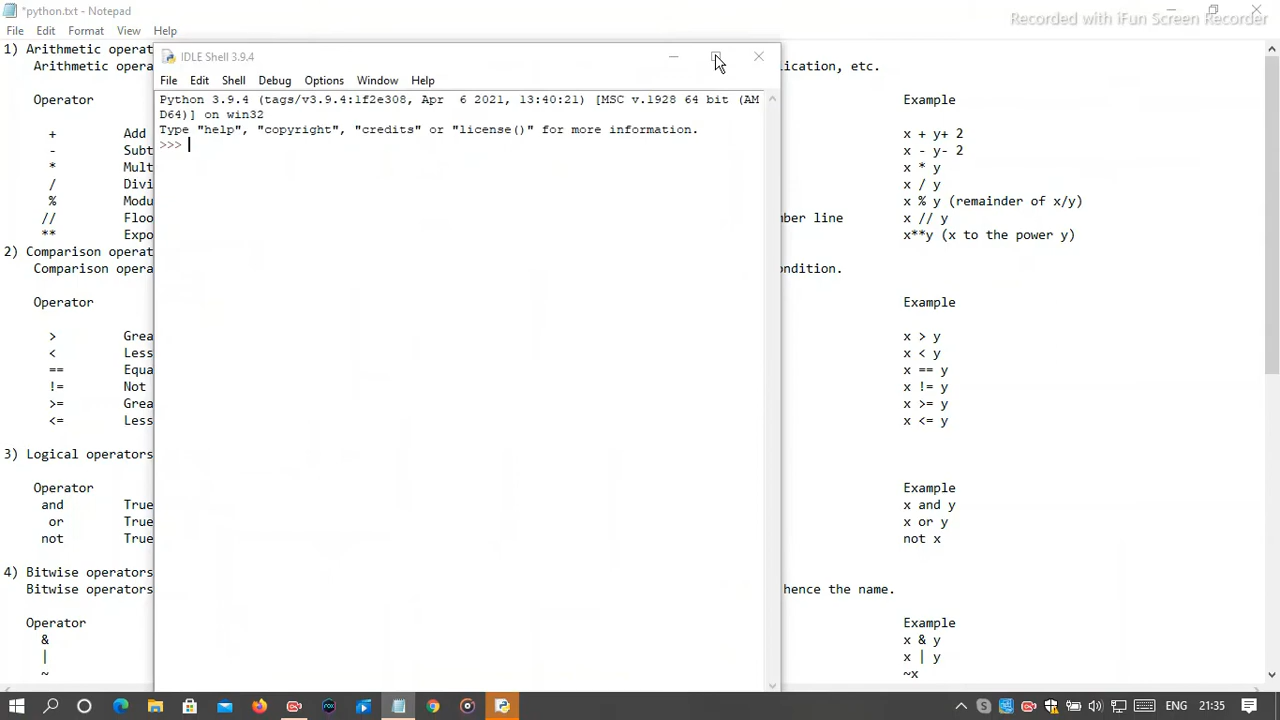 *python.txt - Notepad
File Edit Format View Help
Recorded with iFun Screen Recorder
IDLE Shell 3.9.4
File Edit Shell Debug Options Window Help
Python 3.9.4 (tags/v3.9.4:1f2e308, Apr  6 2021, 13:40:21) [MSC v.1928 64 bit (AM
D64)] on win32
Type "help", "copyright", "credits" or "license()" for more information.
>>>
1) Arithmetic operat
Arithmetic opera lication, etc.
Operator Example
+ Add x + y+ 2
- Subt x - y- 2
* Mult x * y
/ Divi x / y
% Modu x % y (remainder of x/y)
// Floo mber line x // y
** Expo x**y (x to the power y)
2) Comparison operat
Comparison opera ondition.
Operator Example
> Grea x > y
< Less x < y
== Equa x == y
!= Not x != y
>= Grea x >= y
<= Less x <= y
3) Logical operators
Operator Example
and True x and y
or True x or y
not True not x
4) Bitwise operators
Bitwise operators hence the name.
Operator Example
& x & y
| x | y
~ ~x
ENG 21:35